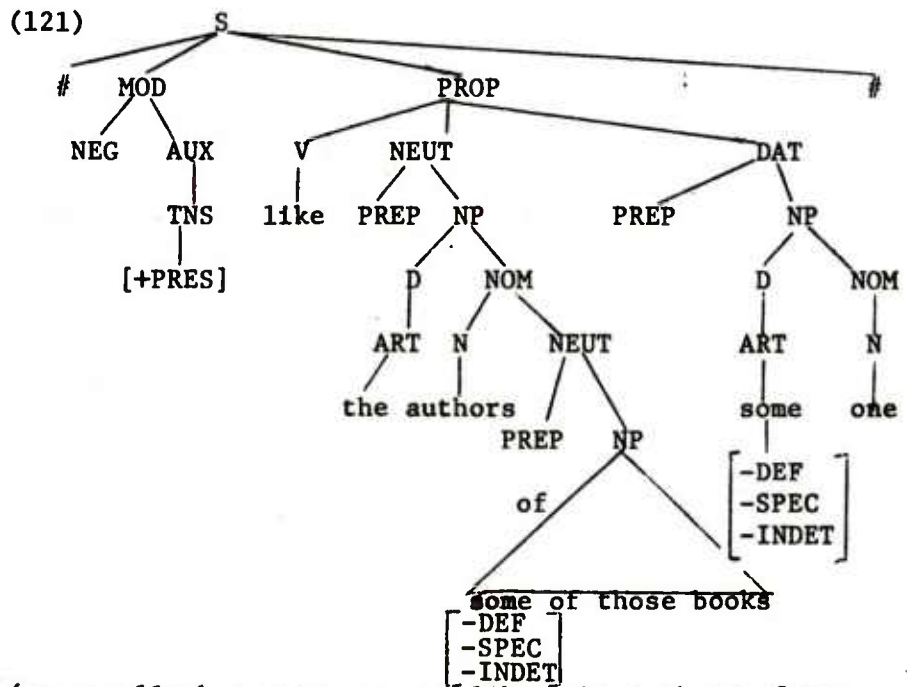 (121) S
# MOD PROP #
NEG AUX V NEUT DAT
TNS like PREP NP PREP NP
[+PRES] D NOM D NOM
ART N NEUT ART N
the authors some one
PREP NP
-DEF
of -SPEC
-INDET
some of those books
-DEF
-SPEC
-INDET